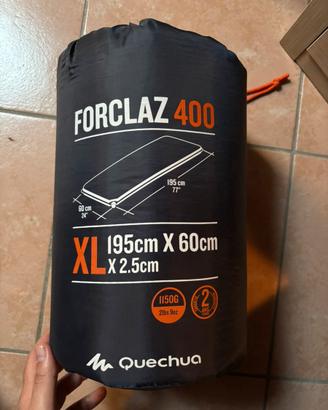 FORCLAZ 400
195 cm
77"
60 cm
24"
XL 195cm X 60cm
X 2.5cm
1150G
2lbs 9oz
2
Quechua